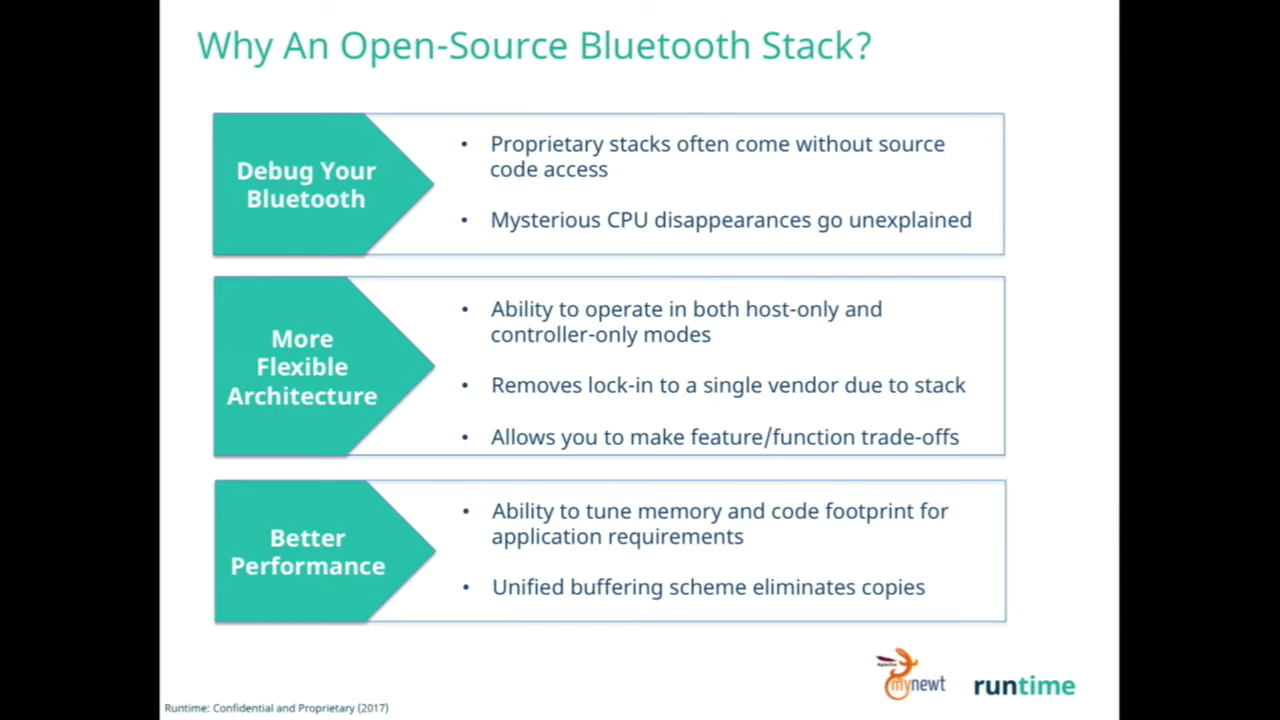 Why An Open-Source Bluetooth Stack?
Debug Your
Bluetooth
• Proprietary stacks often come without source
code access
• Mysterious CPU disappearances go unexplained
More
Flexible
Architecture
• Ability to operate in both host-only and
controller-only modes
• Removes lock-in to a single vendor due to stack
• Allows you to make feature/function trade-offs
Better
Performance
• Ability to tune memory and code footprint for
application requirements
• Unified buffering scheme eliminates copies
Apache
mynewt
runtime
Runtime: Confidential and Proprietary (2017)